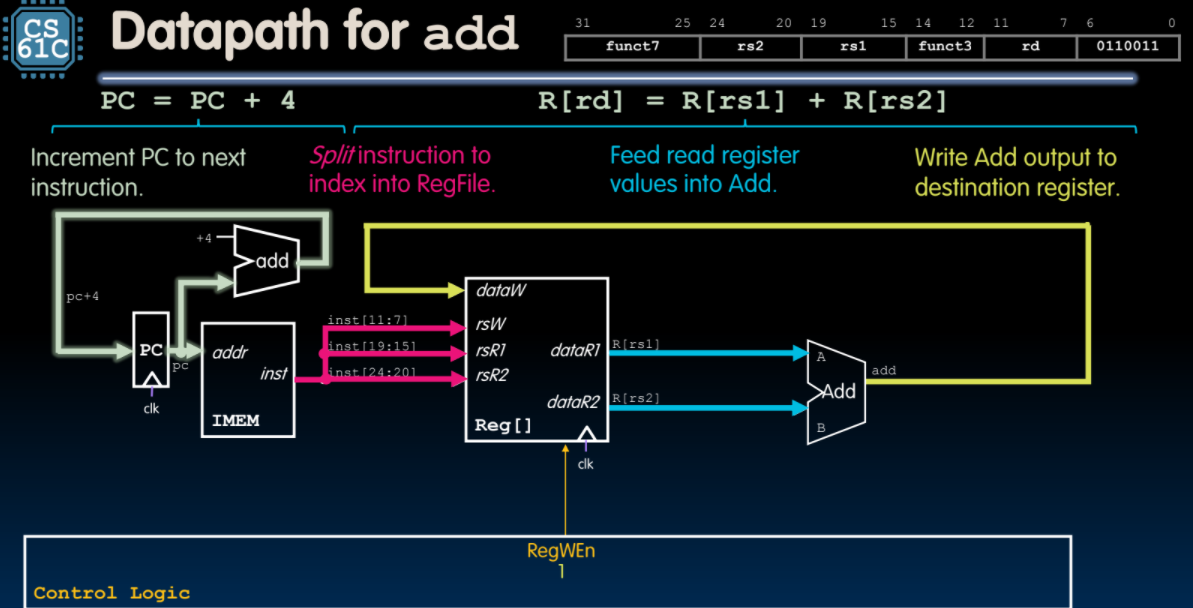 CS
61C
Datapath for add
31 25 24 20 19 15 14 12 11 7 6 0
funct7 rs2 rs1 funct3 rd 0110011
PC = PC + 4
R[rd] = R[rs1] + R[rs2]
Increment PC to next
instruction.
Split instruction to
index into RegFile.
Feed read register
values into Add.
Write Add output to
destination register.
+4
add
pc+4
PC
pc
clk
addr
inst
IMEM
inst[11:7]
inst[19:15]
inst[24:20]
dataW
rsW
rsR1
rsR2
dataR1
dataR2
Reg[]
clk
R[rs1]
R[rs2]
A
Add
B
add
RegWEn
1
Control Logic